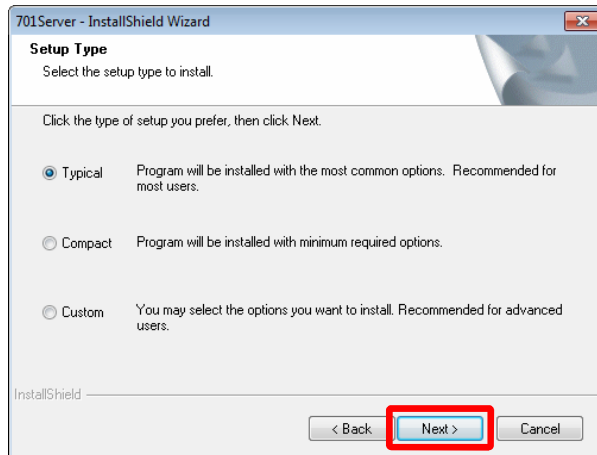 701Server - InstallShield Wizard
Setup Type
Select the setup type to install.
Click the type of setup you prefer, then click Next.
Typical
Program will be installed with the most common options.  Recommended for
most users.
Compact
Program will be installed with minimum required options.
Custom
You may select the options you want to install. Recommended for advanced
users.
InstallShield
< Back
Next >
Cancel